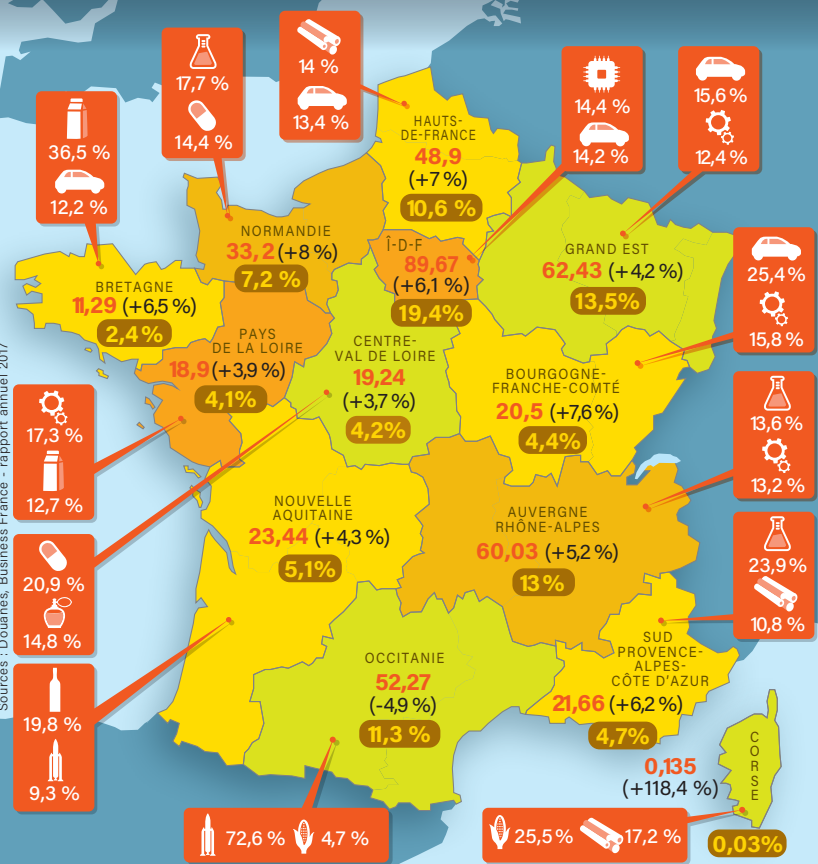 14 %
13,4 %
17,7 %
14,4 %
36,5 %
12,2 %
14,4 %
14,2 %
15,6 %
12,4 %
HAUTS-
DE-FRANCE
48,9
(+7 %)
10,6 %
NORMANDIE
33,2 (+8 %)
7,2 %
Î-D-F
89,67
(+6,1 %)
19,4%
GRAND EST
62,43 (+4,2 %)
13,5%
25,4 %
15,8 %
BRETAGNE
11,29 (+6,5 %)
2,4 %
PAYS
DE LA LOIRE
18,9 (+3,9 %)
4,1%
CENTRE-
VAL DE LOIRE
19,24
(+3,7 %)
4,2%
BOURGOGNE-
FRANCHE-COMTÉ
20,5 (+7,6 %)
4,4%
17,3 %
12,7 %
13,6 %
13,2 %
NOUVELLE
AQUITAINE
23,44 (+4,3 %)
5,1%
AUVERGNE
RHÔNE-ALPES
60,03 (+5,2 %)
13 %
20,9 %
14,8 %
23,9 %
10,8 %
19,8 %
9,3 %
OCCITANIE
52,27
(-4,9 %)
11,3 %
SUD
PROVENCE-
ALPES-
CÔTE D'AZUR
21,66 (+6,2 %)
4,7%
CORSE
0,135
(+118,4 %)
0,03%
72,6 % 4,7 %
25,5 % 17,2 %
Sources : Douanes, Business France - rapport annuel 2017